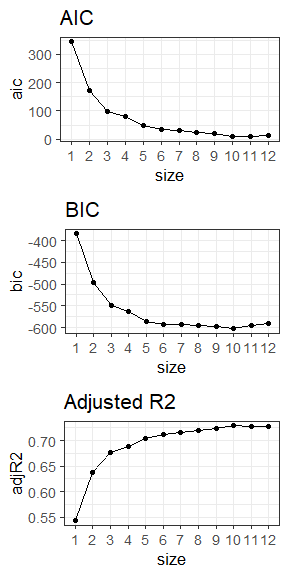 AIC
300
200
100
0
aic
1 2 3 4 5 6 7 8 9 10 11 12
size
BIC
-400
-450
-500
-550
-600
bic
1 2 3 4 5 6 7 8 9 10 11 12
size
Adjusted R2
0.70
0.65
0.60
0.55
adjR2
1 2 3 4 5 6 7 8 9 10 11 12
size